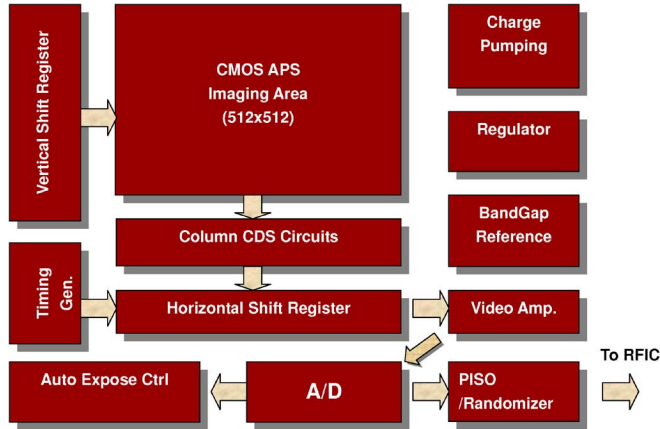 Vertical Shift Register
CMOS APS
Imaging Area
(512x512)
Charge
Pumping
Regulator
BandGap
Reference
Column CDS Circuits
Timing
Gen.
Horizontal Shift Register
Video Amp.
Auto Expose Ctrl
A/D
PISO
/Randomizer
To RFIC